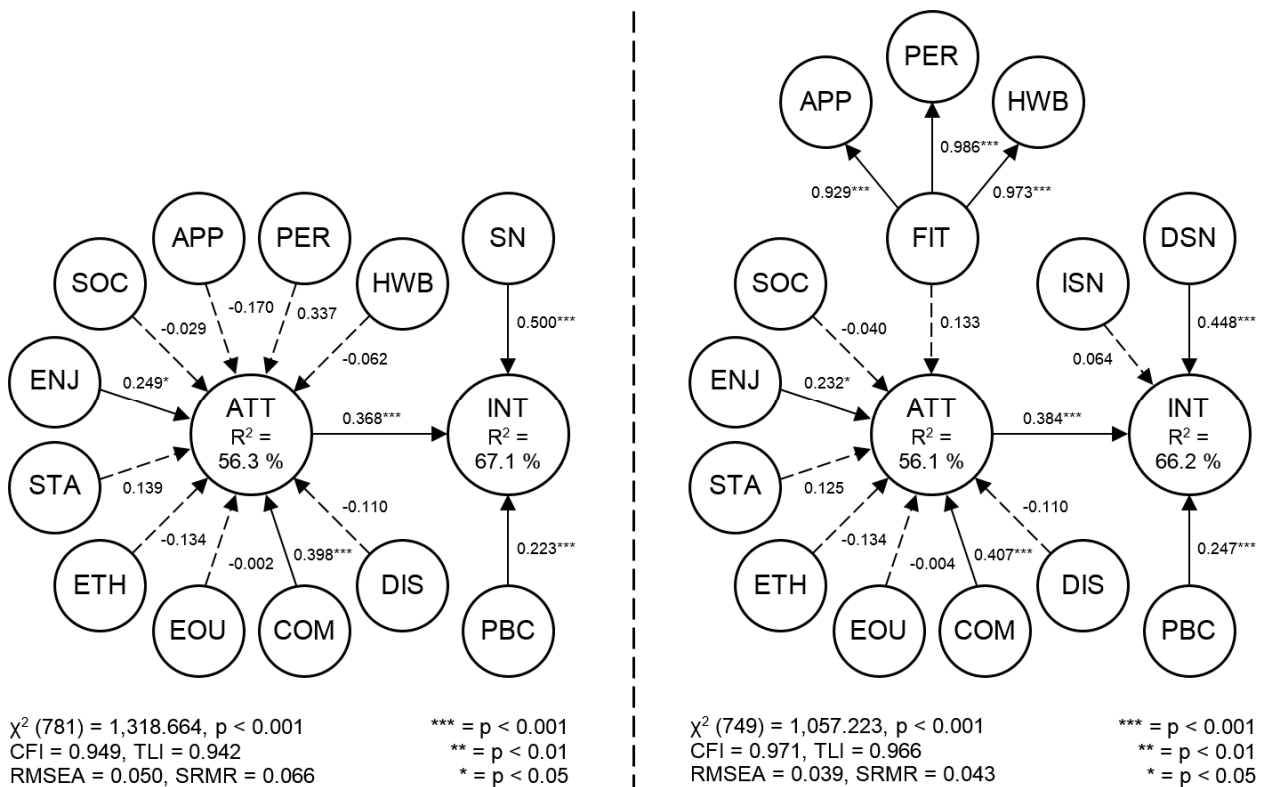 APP
PER
SN
SOC
HWB
-0.170
0.337
-0.029
-0.062
0.500***
ENJ
0.249*
ATT
R² =
56.3 %
0.368***
INT
R² =
67.1 %
STA
0.139
-0.134
-0.002
0.398***
-0.110
0.223***
ETH
EOU
COM
DIS
PBC
χ² (781) = 1,318.664, p < 0.001
CFI = 0.949, TLI = 0.942
RMSEA = 0.050, SRMR = 0.066
*** = p < 0.001
** = p < 0.01
* = p < 0.05
PER
APP
HWB
0.986***
0.929***
0.973***
FIT
DSN
SOC
ISN
-0.040
0.133
0.448***
0.064
ENJ
0.232*
ATT
R² =
56.1 %
0.384***
INT
R² =
66.2 %
STA
0.125
-0.134
-0.004
0.407***
-0.110
0.247***
ETH
EOU
COM
DIS
PBC
χ² (749) = 1,057.223, p < 0.001
CFI = 0.971, TLI = 0.966
RMSEA = 0.039, SRMR = 0.043
*** = p < 0.001
** = p < 0.01
* = p < 0.05